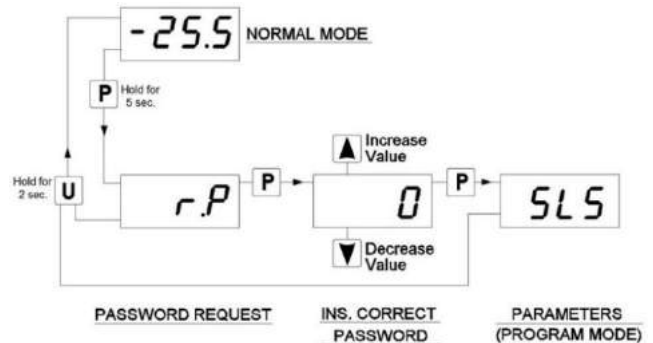 -25.5 NORMAL MODE
P Hold for
5 sec.
Hold for
2 sec. U
r.P
P
Increase
Value
0
Decrease
Value
P
SLS
PASSWORD REQUEST
INS. CORRECT
PASSWORD
PARAMETERS
(PROGRAM MODE)